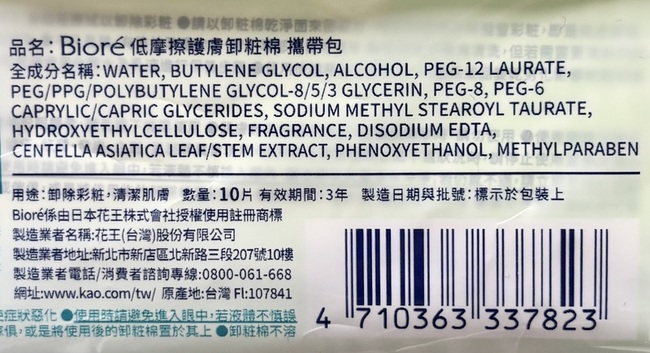 品名：Bioré 低摩擦護膚卸粧棉 攜帶包
全成分名稱：WATER, BUTYLENE GLYCOL, ALCOHOL, PEG-12 LAURATE,
PEG/PPG/POLYBUTYLENE GLYCOL-8/5/3 GLYCERIN, PEG-8, PEG-6
CAPRYLIC/CAPRIC GLYCERIDES, SODIUM METHYL STEAROYL TAURATE,
HYDROXYETHYLCELLULOSE, FRAGRANCE, DISODIUM EDTA,
CENTELLA ASIATICA LEAF/STEM EXTRACT, PHENOXYETHANOL, METHYLPARABEN
用途：卸除彩粧，清潔肌膚 數量：10片 有效期間：3年 製造日期與批號：標示於包裝上
Bioré係由日本花王株式會社授權使用註冊商標
製造業者名稱：花王(台灣)股份有限公司
製造業者地址：新北市新店區北新路三段207號10樓
製造業者電話/消費者諮詢專線：0800-061-668
網址：www.kao.com/tw/ 原產地：台灣 FI:107841
4 710363 337823
症狀惡化 ●使用時請避免進入眼中，若液體不慎誤
傢俱，或是將使用後的卸粧棉置於其上 ●卸粧棉不溶